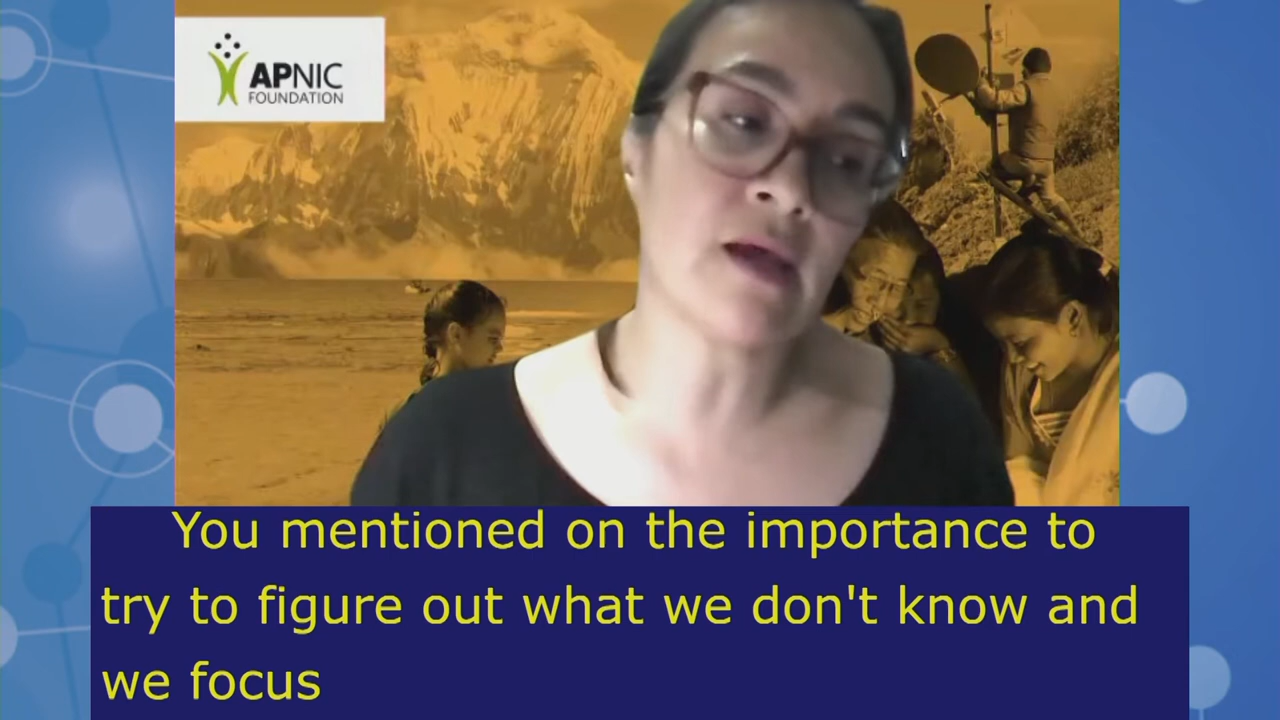 APNIC
FOUNDATION
You mentioned on the importance to
try to figure out what we don't know and
we focus